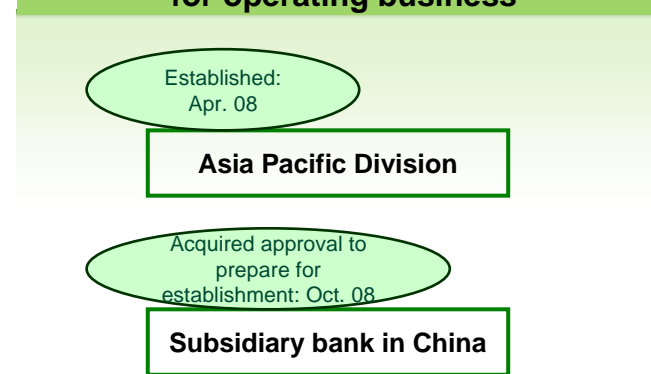 for operating business
Established:
Apr. 08
Asia Pacific Division
Acquired approval to
prepare for
establishment: Oct. 08
Subsidiary bank in China